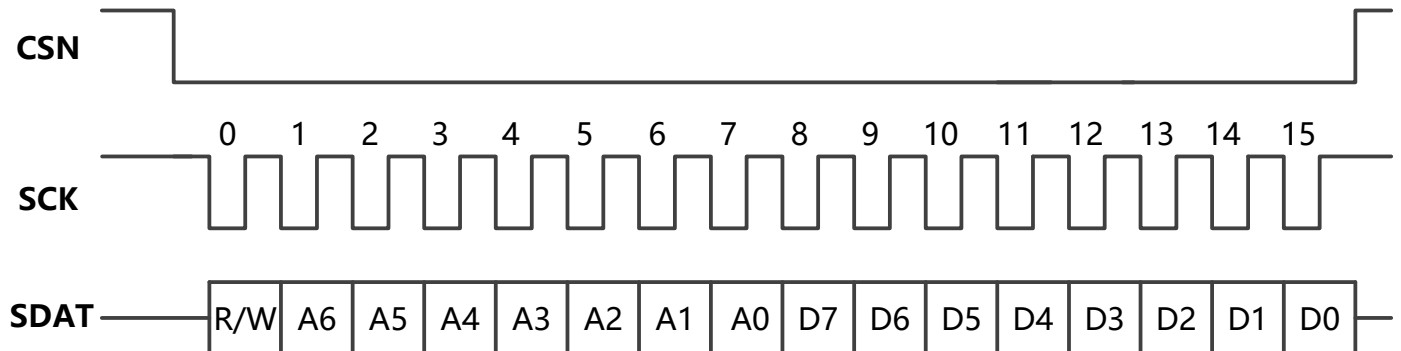 CSN
0 1 2 3 4 5 6 7 8 9 10 11 12 13 14 15
SCK
SDAT R/W A6 A5 A4 A3 A2 A1 A0 D7 D6 D5 D4 D3 D2 D1 D0